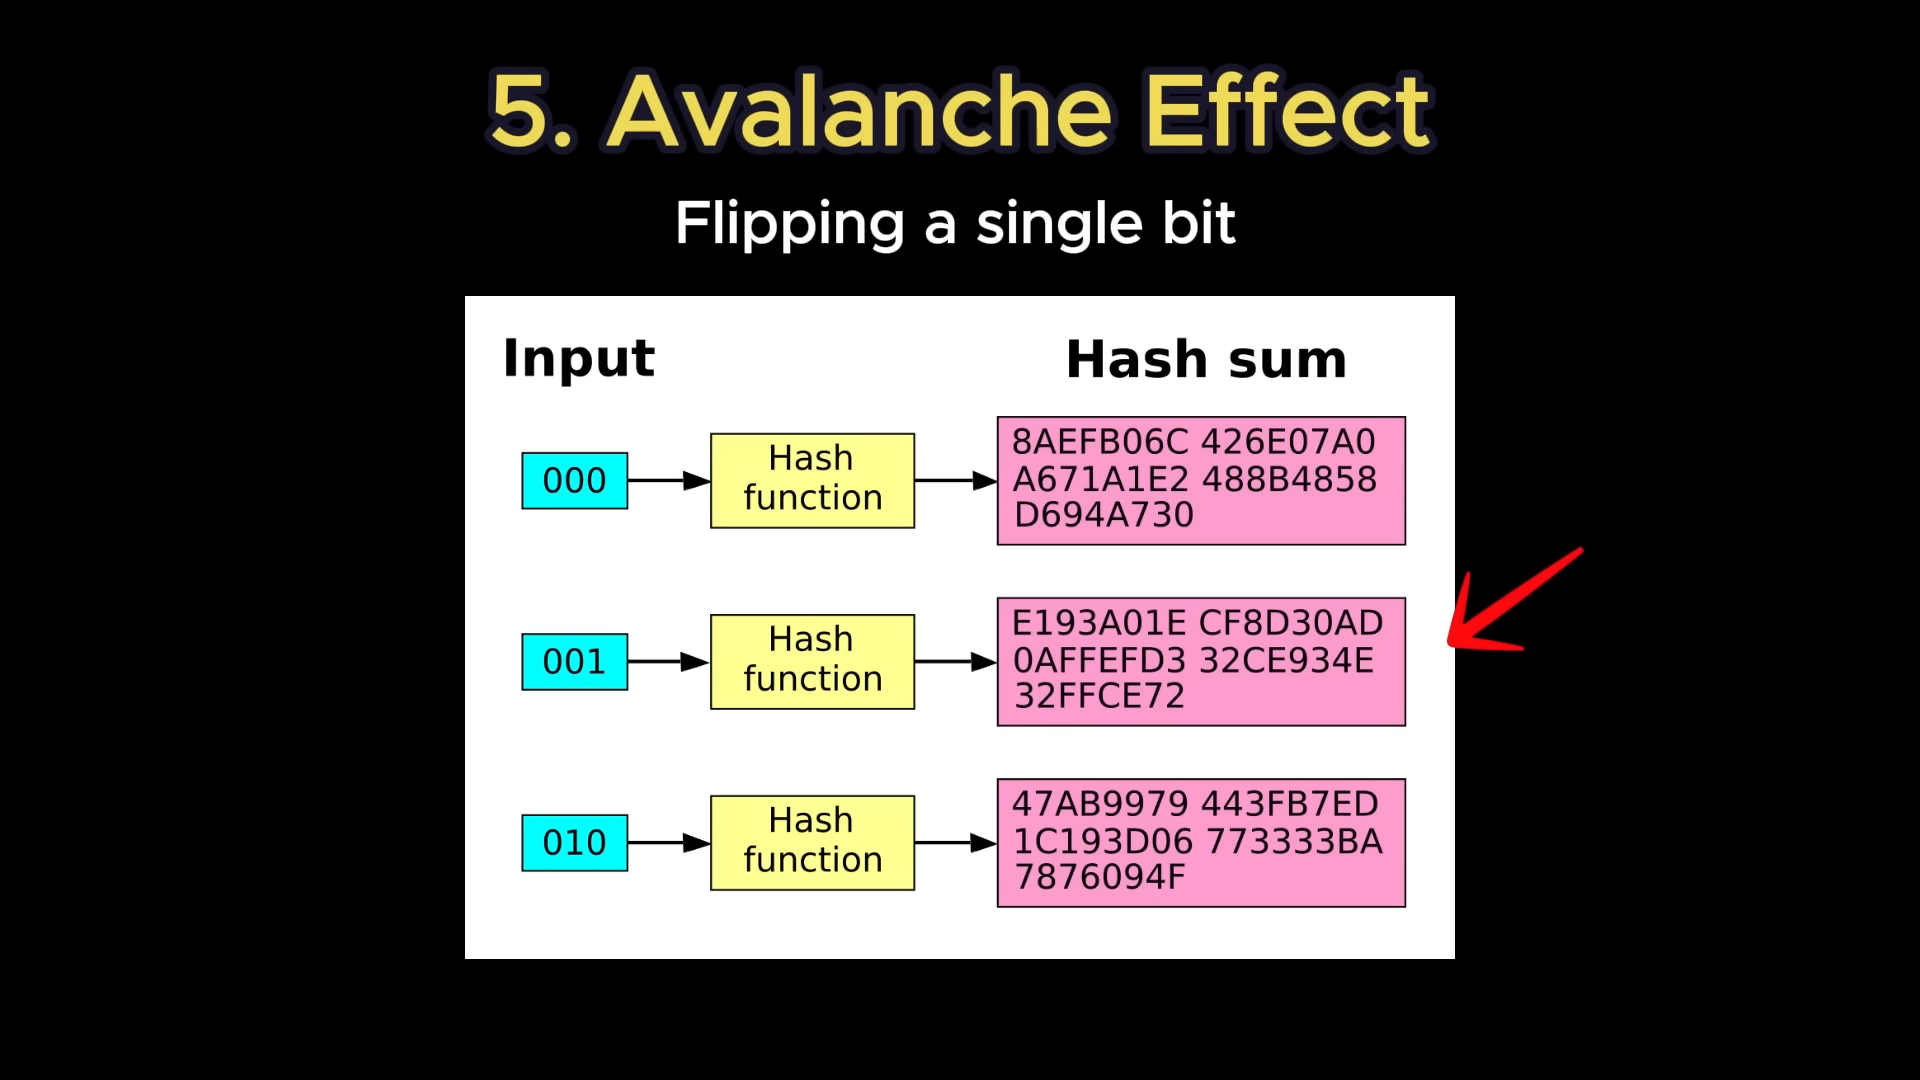 5. Avalanche Effect
Flipping a single bit
Input
Hash sum
000
Hash
function
8AEFB06C 426E07A0
A671A1E2 488B4858
D694A730
001
Hash
function
E193A01E CF8D30AD
0AFFEFD3 32CE934E
32FFCE72
010
Hash
function
47AB9979 443FB7ED
1C193D06 773333BA
7876094F